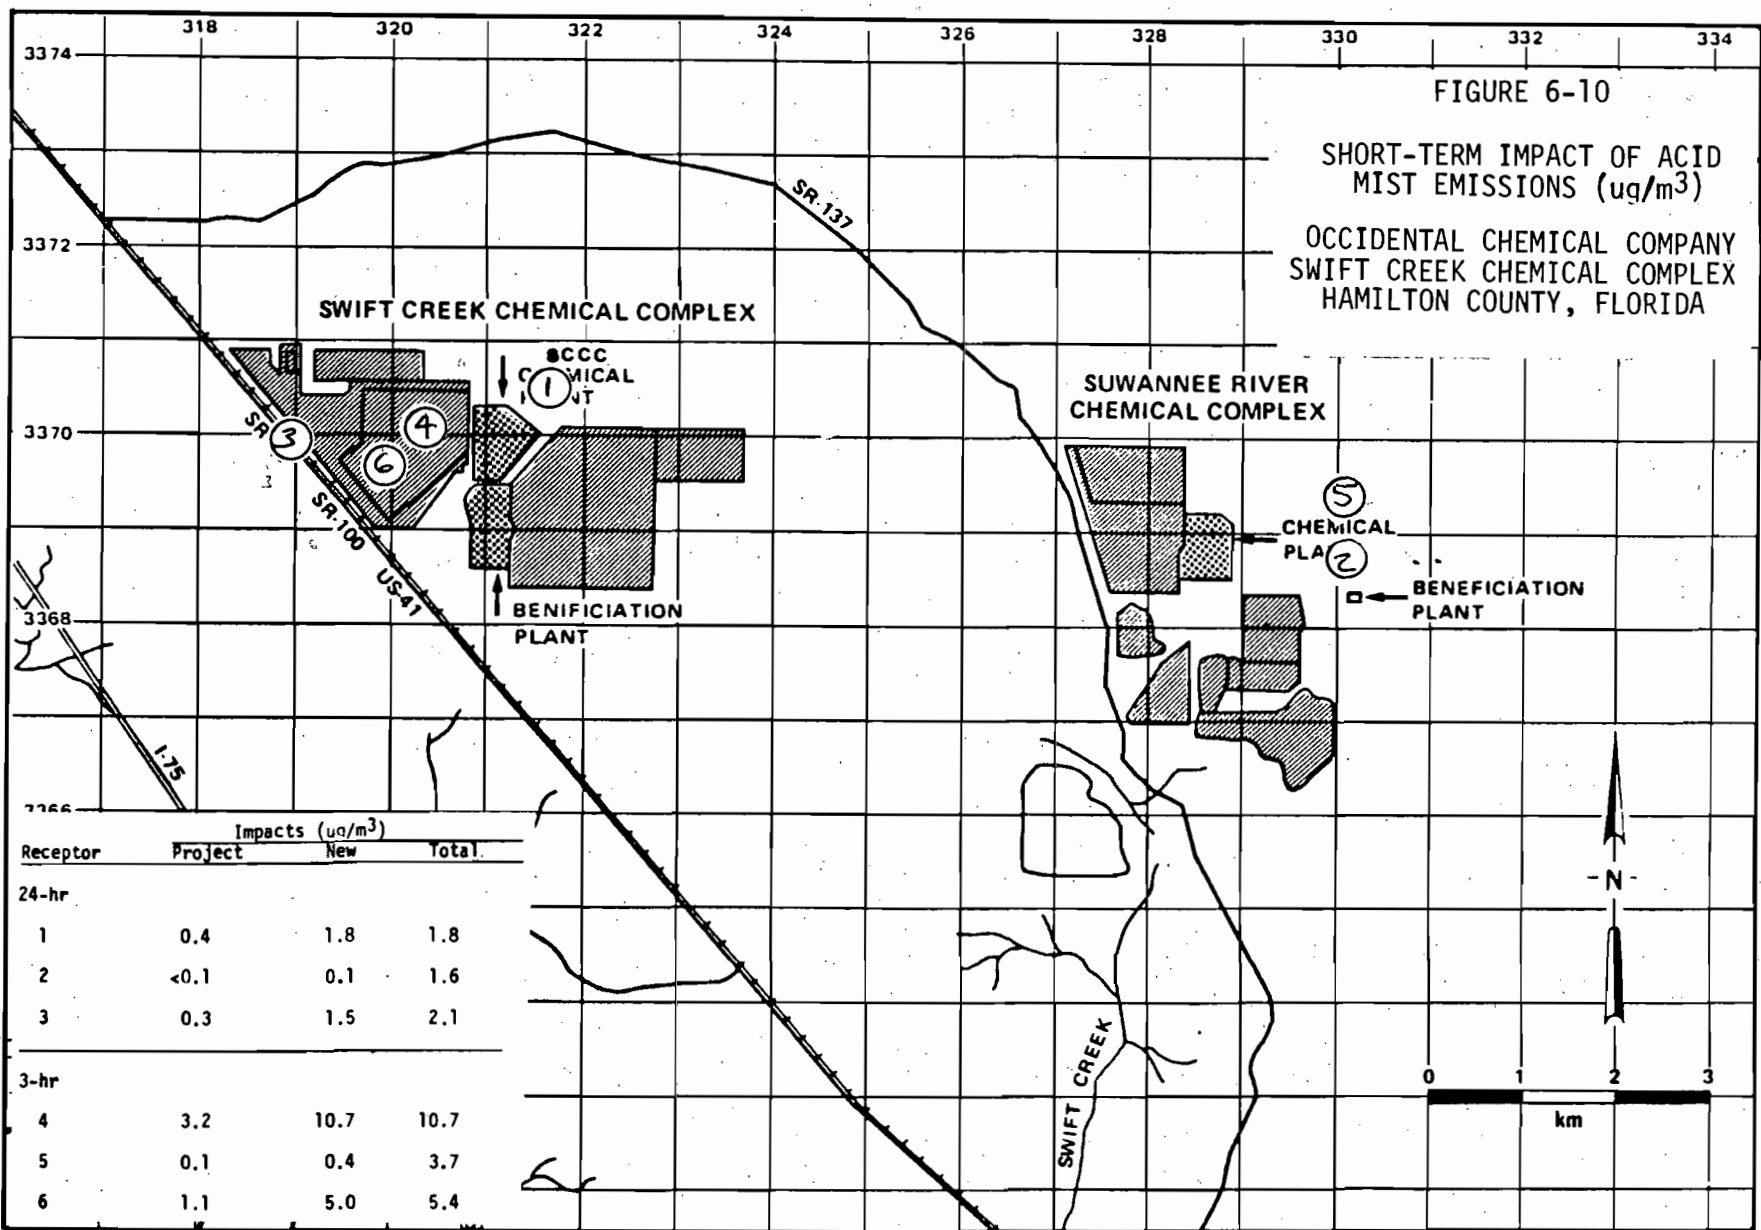 318 320 322 324 326 328 330 332 334
3374
FIGURE 6-10
SHORT-TERM IMPACT OF ACID
MIST EMISSIONS (ug/m³)
OCCIDENTAL CHEMICAL COMPANY
SWIFT CREEK CHEMICAL COMPLEX
HAMILTON COUNTY, FLORIDA
SR-137
3372
SWIFT CREEK CHEMICAL COMPLEX
SCCC
1
SUWANNEE RIVER
CHEMICAL COMPLEX
3370
SR
3
4
6
3
SR-100
US-41
5
CHEMICAL
2
BENEFICIATION
PLANT
BENIFICIATION
PLANT
3368
I-75
3366
Impacts (ug/m³)
Receptor Project New Total
24-hr
1 0.4 1.8 1.8
2 <0.1 0.1 1.6
3 0.3 1.5 2.1
3-hr
4 3.2 10.7 10.7
5 0.1 0.4 3.7
6 1.1 5.0 5.4
SWIFT CREEK
-N-
0 1 2 3
km